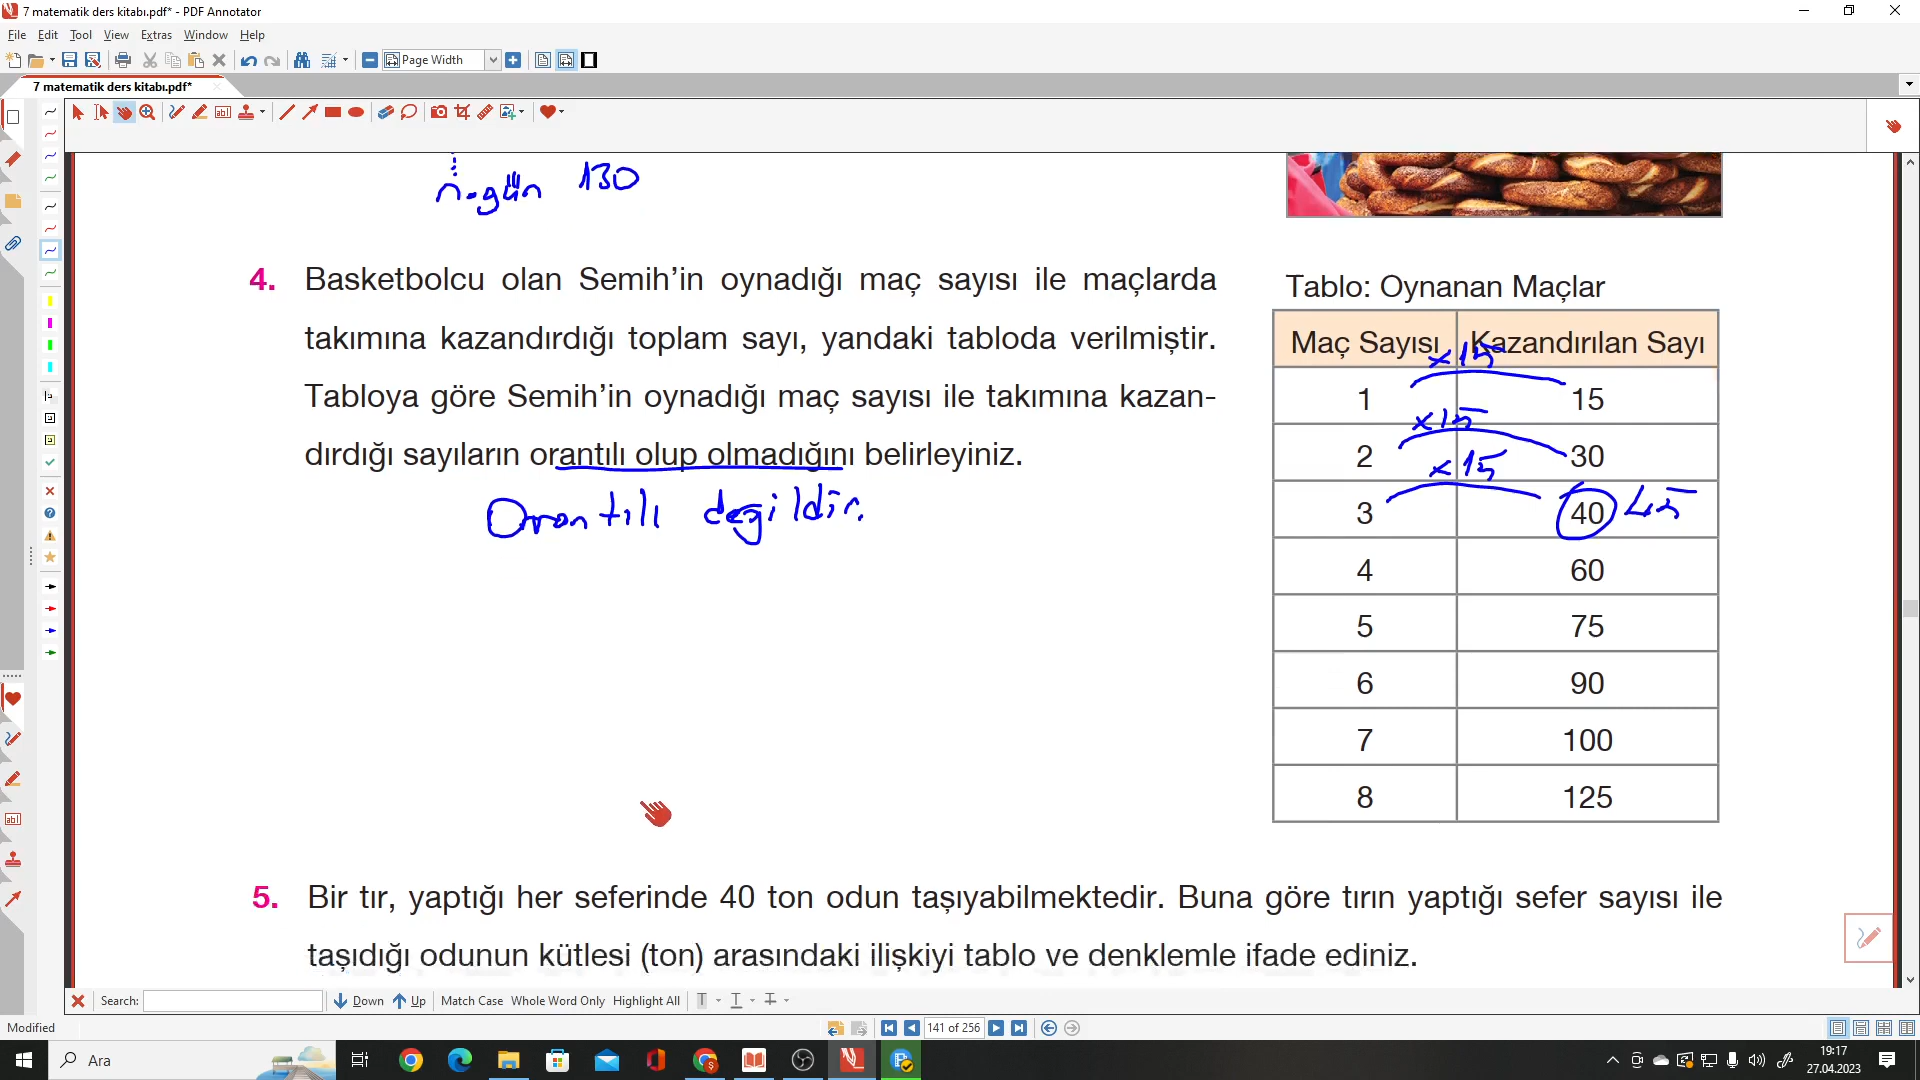 7 matematik ders kitabı.pdf* - PDF Annotator
File Edit Tool View Extras Window Help
Page Width
7 matematik ders kitabı.pdf*
n.gün 130
4. Basketbolcu olan Semih'in oynadığı maç sayısı ile maçlarda
takımına kazandırdığı toplam sayı, yandaki tabloda verilmiştir.
Tabloya göre Semih'in oynadığı maç sayısı ile takımına kazan-
dırdığı sayıların orantılı olup olmadığını belirleyiniz.
Orantılı değildir.
Tablo: Oynanan Maçlar
Maç Sayısı Kazandırılan Sayı
x15
1 15
x15
2 30
x15
3 40 45
4 60
5 75
6 90
7 100
8 125
5. Bir tır, yaptığı her seferinde 40 ton odun taşıyabilmektedir. Buna göre tırın yaptığı sefer sayısı ile
taşıdığı odunun kütlesi (ton) arasındaki ilişkiyi tablo ve denklemle ifade ediniz.
Search: Down Up Match Case Whole Word Only Highlight All
Modified
141 of 256
Ara
19:17
27.04.2023